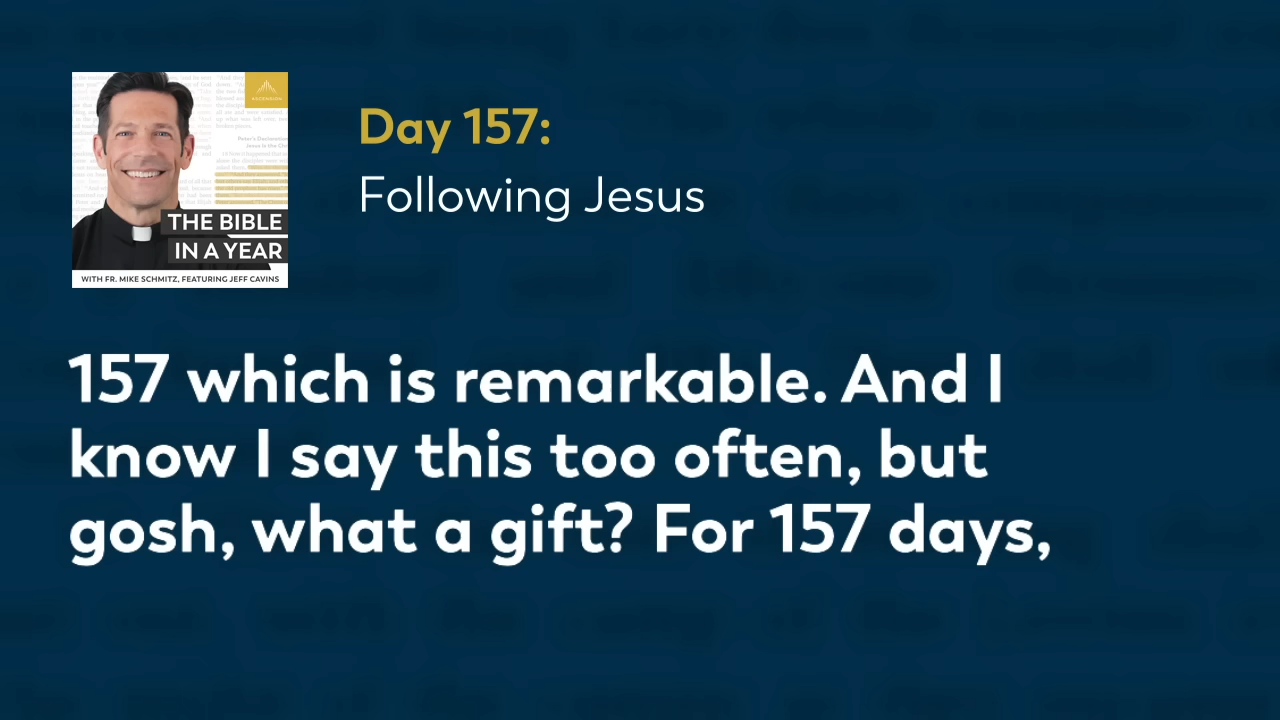 ASCENSION
THE BIBLE
IN A YEAR
WITH FR. MIKE SCHMITZ, FEATURING JEFF CAVINS
Day 157:
Following Jesus
157 which is remarkable. And I
know I say this too often, but
gosh, what a gift? For 157 days,